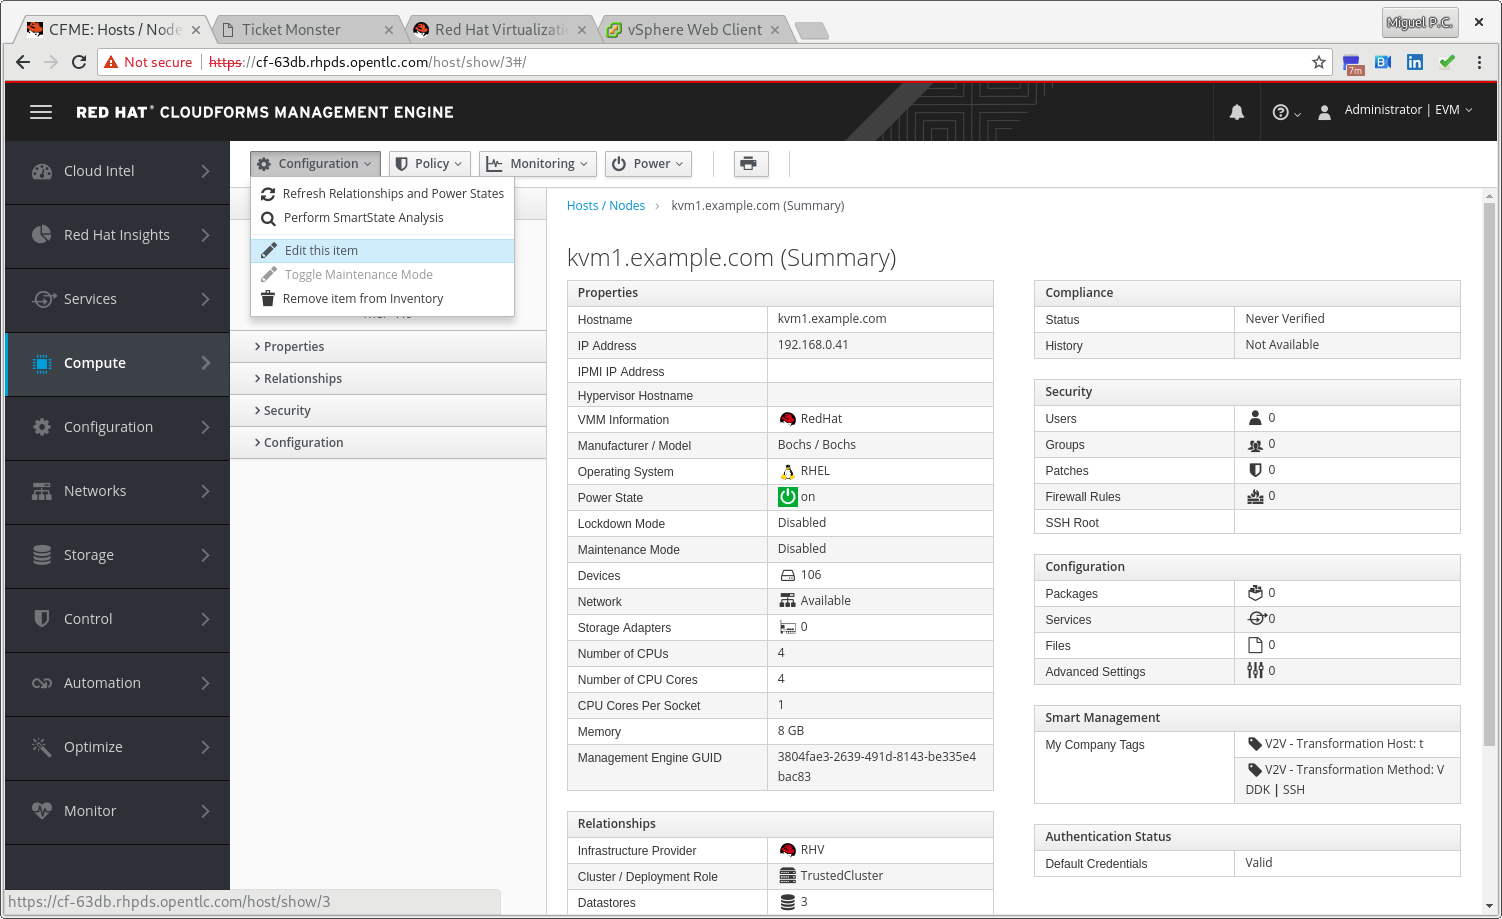 CFME: Hosts / Node
Ticket Monster
Red Hat Virtualizati
vSphere Web Client
Miguel P.C.
Not secure
https://cf-63db.rhpds.opentlc.com/host/show/3#/
7m
RED HAT® CLOUDFORMS MANAGEMENT ENGINE
Administrator | EVM
Cloud Intel
Red Hat Insights
Services
Compute
Configuration
Networks
Storage
Control
Automation
Optimize
Monitor
Configuration
Policy
Monitoring
Power
Refresh Relationships and Power States
Perform SmartState Analysis
Edit this item
Toggle Maintenance Mode
Remove item from Inventory
Properties
Relationships
Security
Configuration
Hosts / Nodes > kvm1.example.com (Summary)
kvm1.example.com (Summary)
Properties
Hostname kvm1.example.com
IP Address 192.168.0.41
IPMI IP Address
Hypervisor Hostname
VMM Information RedHat
Manufacturer / Model Bochs / Bochs
Operating System RHEL
Power State on
Lockdown Mode Disabled
Maintenance Mode Disabled
Devices 106
Network Available
Storage Adapters 0
Number of CPUs 4
Number of CPU Cores 4
CPU Cores Per Socket 1
Memory 8 GB
Management Engine GUID 3804fae3-2639-491d-8143-be335e4
bac83
Relationships
Infrastructure Provider RHV
Cluster / Deployment Role TrustedCluster
Datastores 3
Compliance
Status Never Verified
History Not Available
Security
Users 0
Groups 0
Patches 0
Firewall Rules 0
SSH Root
Configuration
Packages 0
Services 0
Files 0
Advanced Settings 0
Smart Management
My Company Tags V2V - Transformation Host: t
V2V - Transformation Method: V
DDK | SSH
Authentication Status
Default Credentials Valid
https://cf-63db.rhpds.opentlc.com/host/show/3